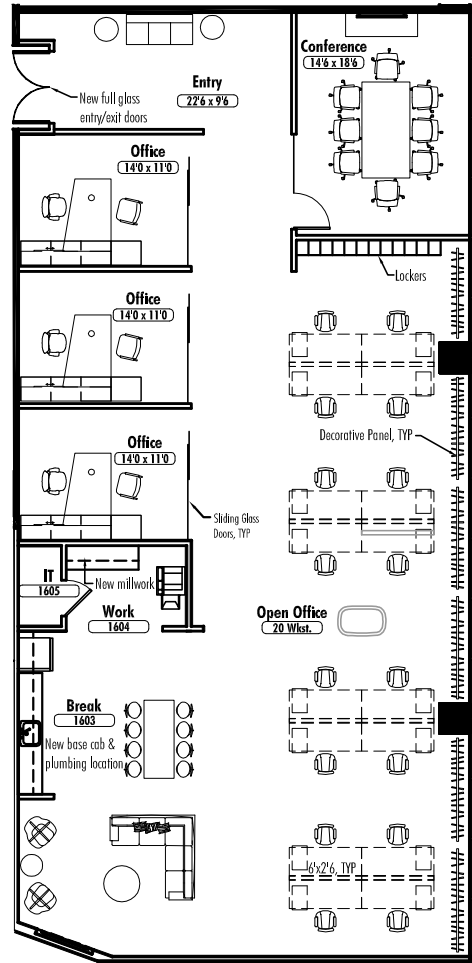 Conference
14'6 x 18'6
Entry
22'6 x 9'6
New full glass
entry/exit doors
Office
14'0 x 11'0
Lockers
Office
14'0 x 11'0
Decorative Panel, TYP
Office
14'0 x 11'0
Sliding Glass
Doors, TYP
IT
1605
New millwork
Work
1604
Open Office
20 Wkst.
Break
1603
New base cab &
plumbing location
6'x2'6, TYP